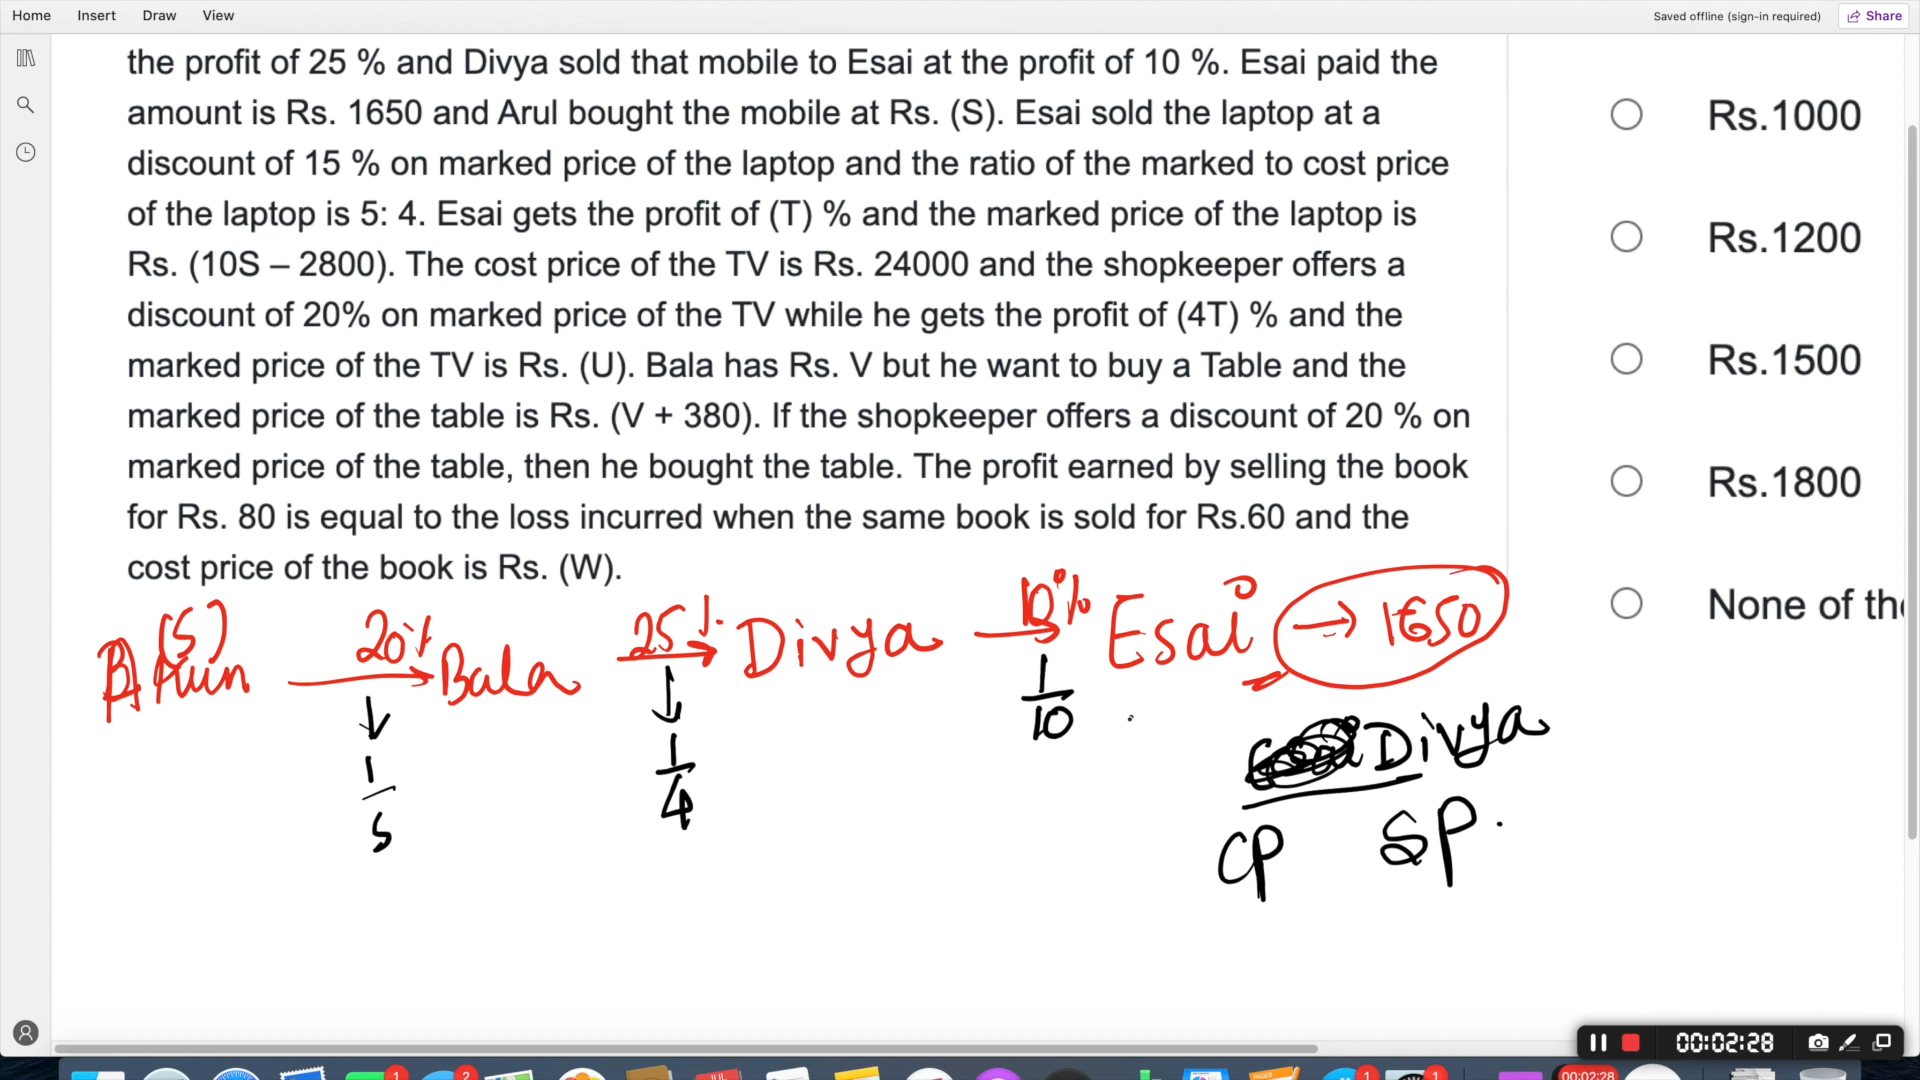 Home Insert Draw View Saved offline (sign-in required) Share
the profit of 25 % and Divya sold that mobile to Esai at the profit of 10 %. Esai paid the
amount is Rs. 1650 and Arul bought the mobile at Rs. (S). Esai sold the laptop at a
discount of 15 % on marked price of the laptop and the ratio of the marked to cost price
of the laptop is 5: 4. Esai gets the profit of (T) % and the marked price of the laptop is
Rs. (10S – 2800). The cost price of the TV is Rs. 24000 and the shopkeeper offers a
discount of 20% on marked price of the TV while he gets the profit of (4T) % and the
marked price of the TV is Rs. (U). Bala has Rs. V but he want to buy a Table and the
marked price of the table is Rs. (V + 380). If the shopkeeper offers a discount of 20 % on
marked price of the table, then he bought the table. The profit earned by selling the book
for Rs. 80 is equal to the loss incurred when the same book is sold for Rs.60 and the
cost price of the book is Rs. (W).
Rs.1000
Rs.1200
Rs.1500
Rs.1800
None of the
(S) 20% 25% 10%
Bala Divya Esai → 1650
1/5 1/4 1/10
Divya
CP SP.
00:02:28
1 2 JUL PAGES 1 1 00:02:28